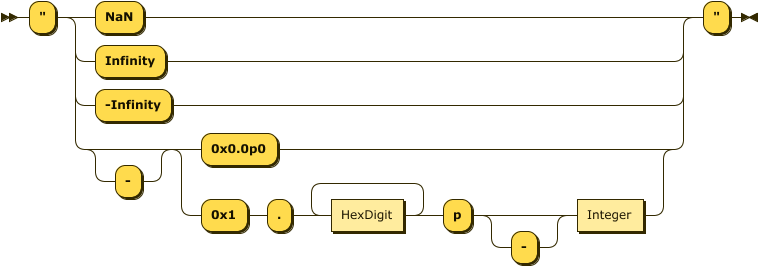 " NaN "
Infinity
-Infinity
0x0.0p0
-
0x1 . HexDigit p Integer
-